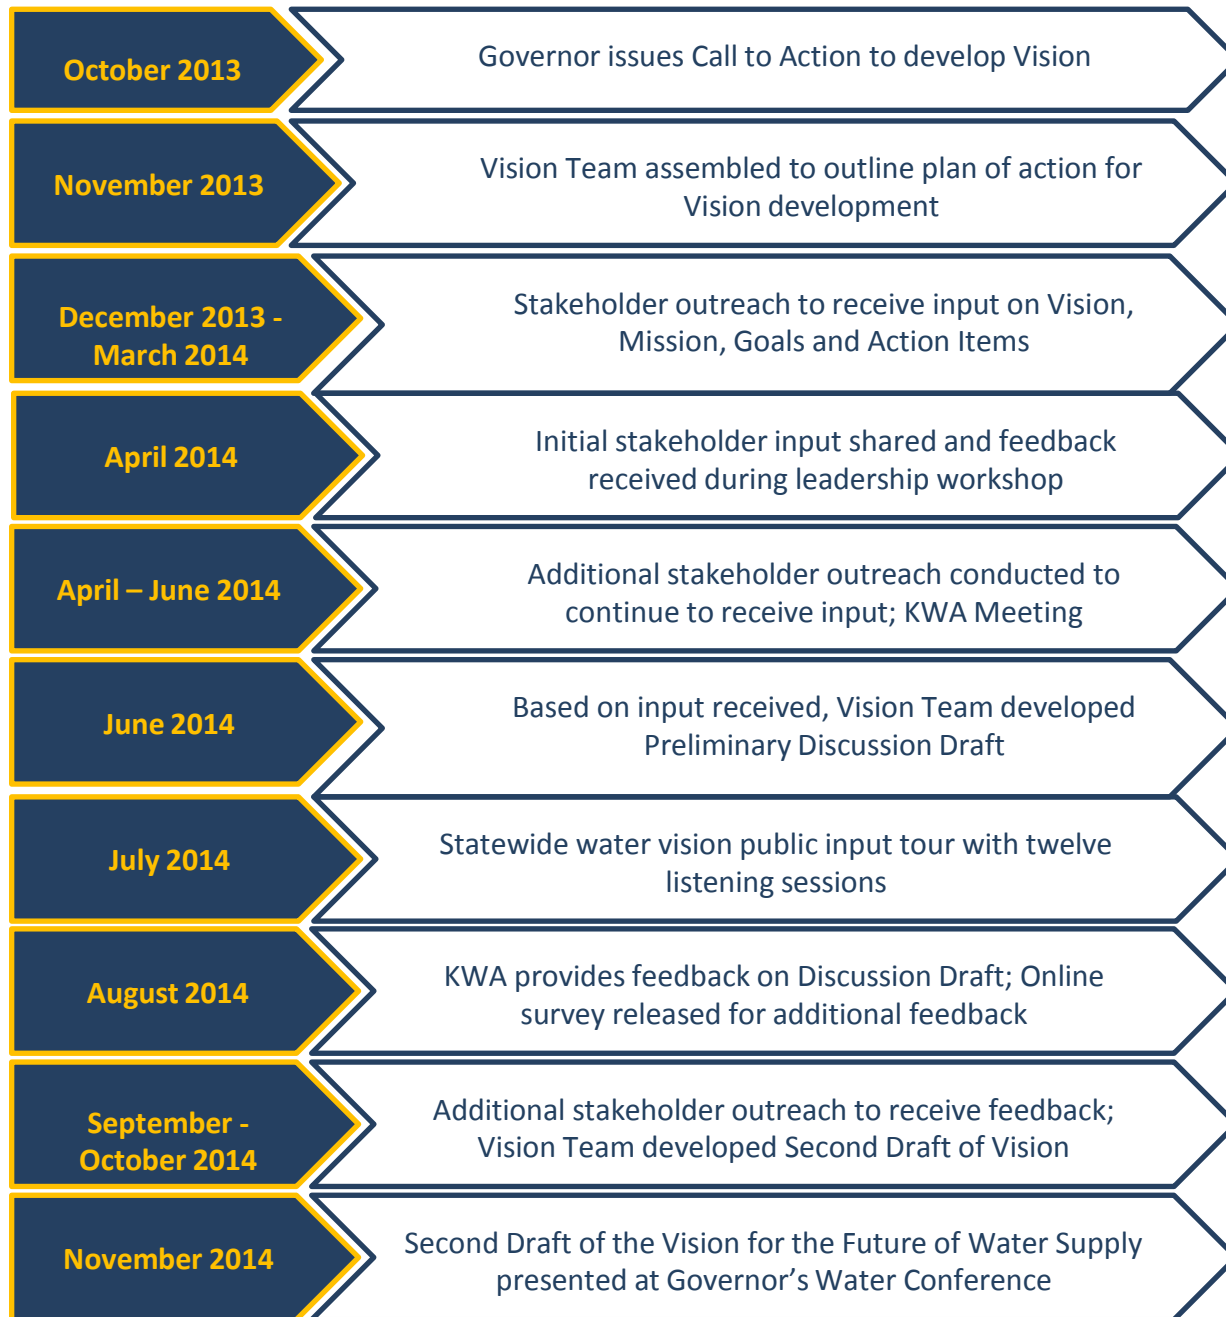 October 2013
Governor issues Call to Action to develop Vision
November 2013
Vision Team assembled to outline plan of action for
Vision development
December 2013 -
March 2014
Stakeholder outreach to receive input on Vision,
Mission, Goals and Action Items
April 2014
Initial stakeholder input shared and feedback
received during leadership workshop
April – June 2014
Additional stakeholder outreach conducted to
continue to receive input; KWA Meeting
June 2014
Based on input received, Vision Team developed
Preliminary Discussion Draft
July 2014
Statewide water vision public input tour with twelve
listening sessions
August 2014
KWA provides feedback on Discussion Draft; Online
survey released for additional feedback
September -
October 2014
Additional stakeholder outreach to receive feedback;
Vision Team developed Second Draft of Vision
November 2014
Second Draft of the Vision for the Future of Water Supply
presented at Governor’s Water Conference